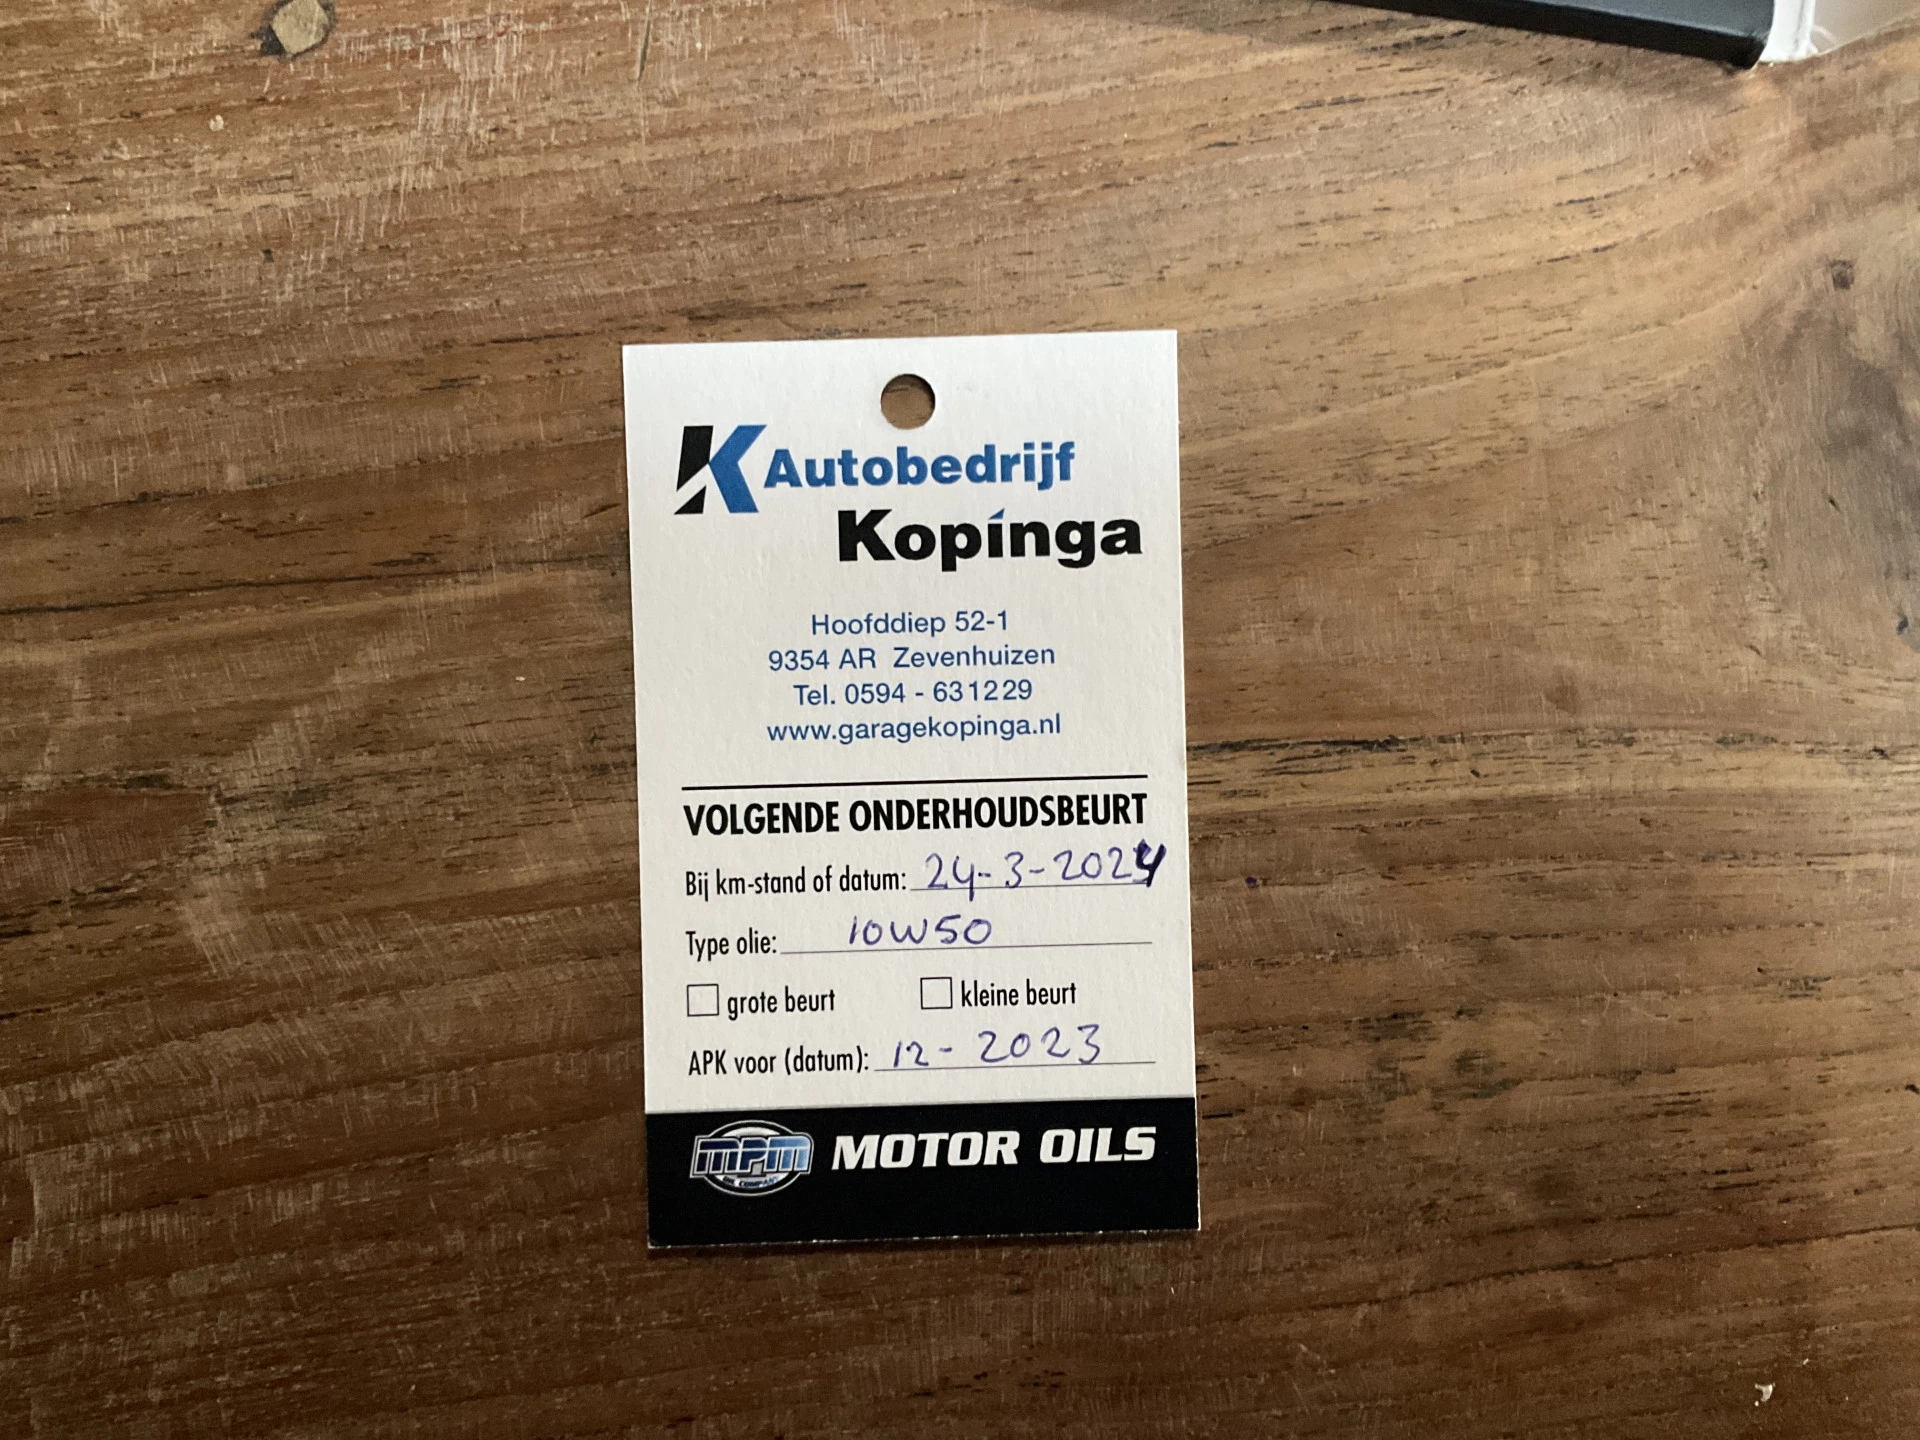 K Autobedrijf
Kopinga
Hoofddiep 52-1
9354 AR Zevenhuizen
Tel. 0594 - 631229
www.garagekopinga.nl
VOLGENDE ONDERHOUDSBEURT
Bij km-stand of datum: 24-3-2024
Type olie: 10W50
grote beurt kleine beurt
APK voor (datum): 12-2023
MPM MOTOR OILS
OIL COMPANY